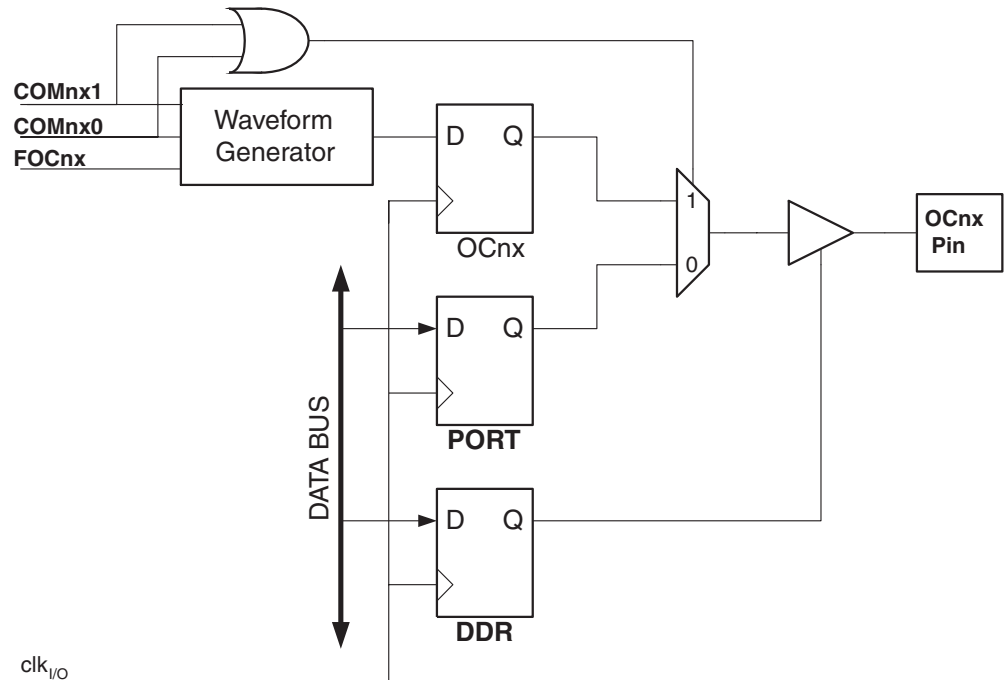 COMnx1
COMnx0
FOCnx
Waveform
Generator
D Q
OCnx
1
0
OCnx
Pin
D Q
PORT
DATA BUS
D Q
DDR
clkI/O